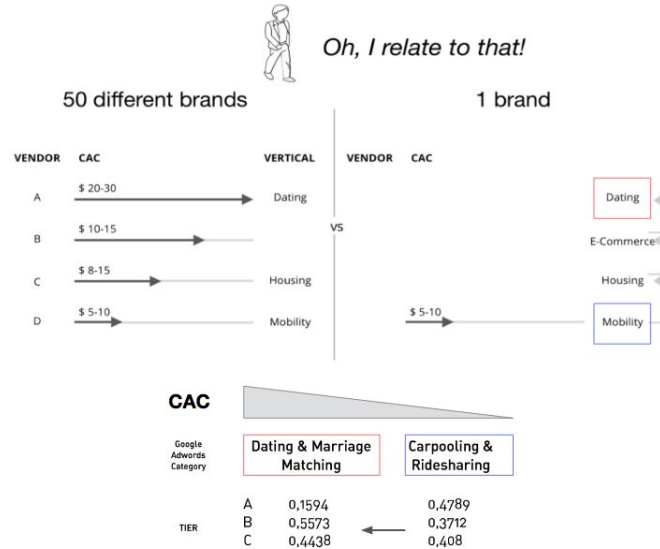 Oh, I relate to that!
50 different brands
1 brand
VENDOR CAC VERTICAL
VENDOR CAC
A $ 20-30 Dating
B $ 10-15
C $ 8-15 Housing
D $ 5-10 Mobility
VS
Dating
E-Commerce
Housing
$ 5-10 Mobility
CAC
Google
Adwords
Category
Dating & Marriage
Matching
Carpooling &
Ridesharing
TIER
A 0,1594 0,4789
B 0,5573 0,3712
C 0,4438 0,408